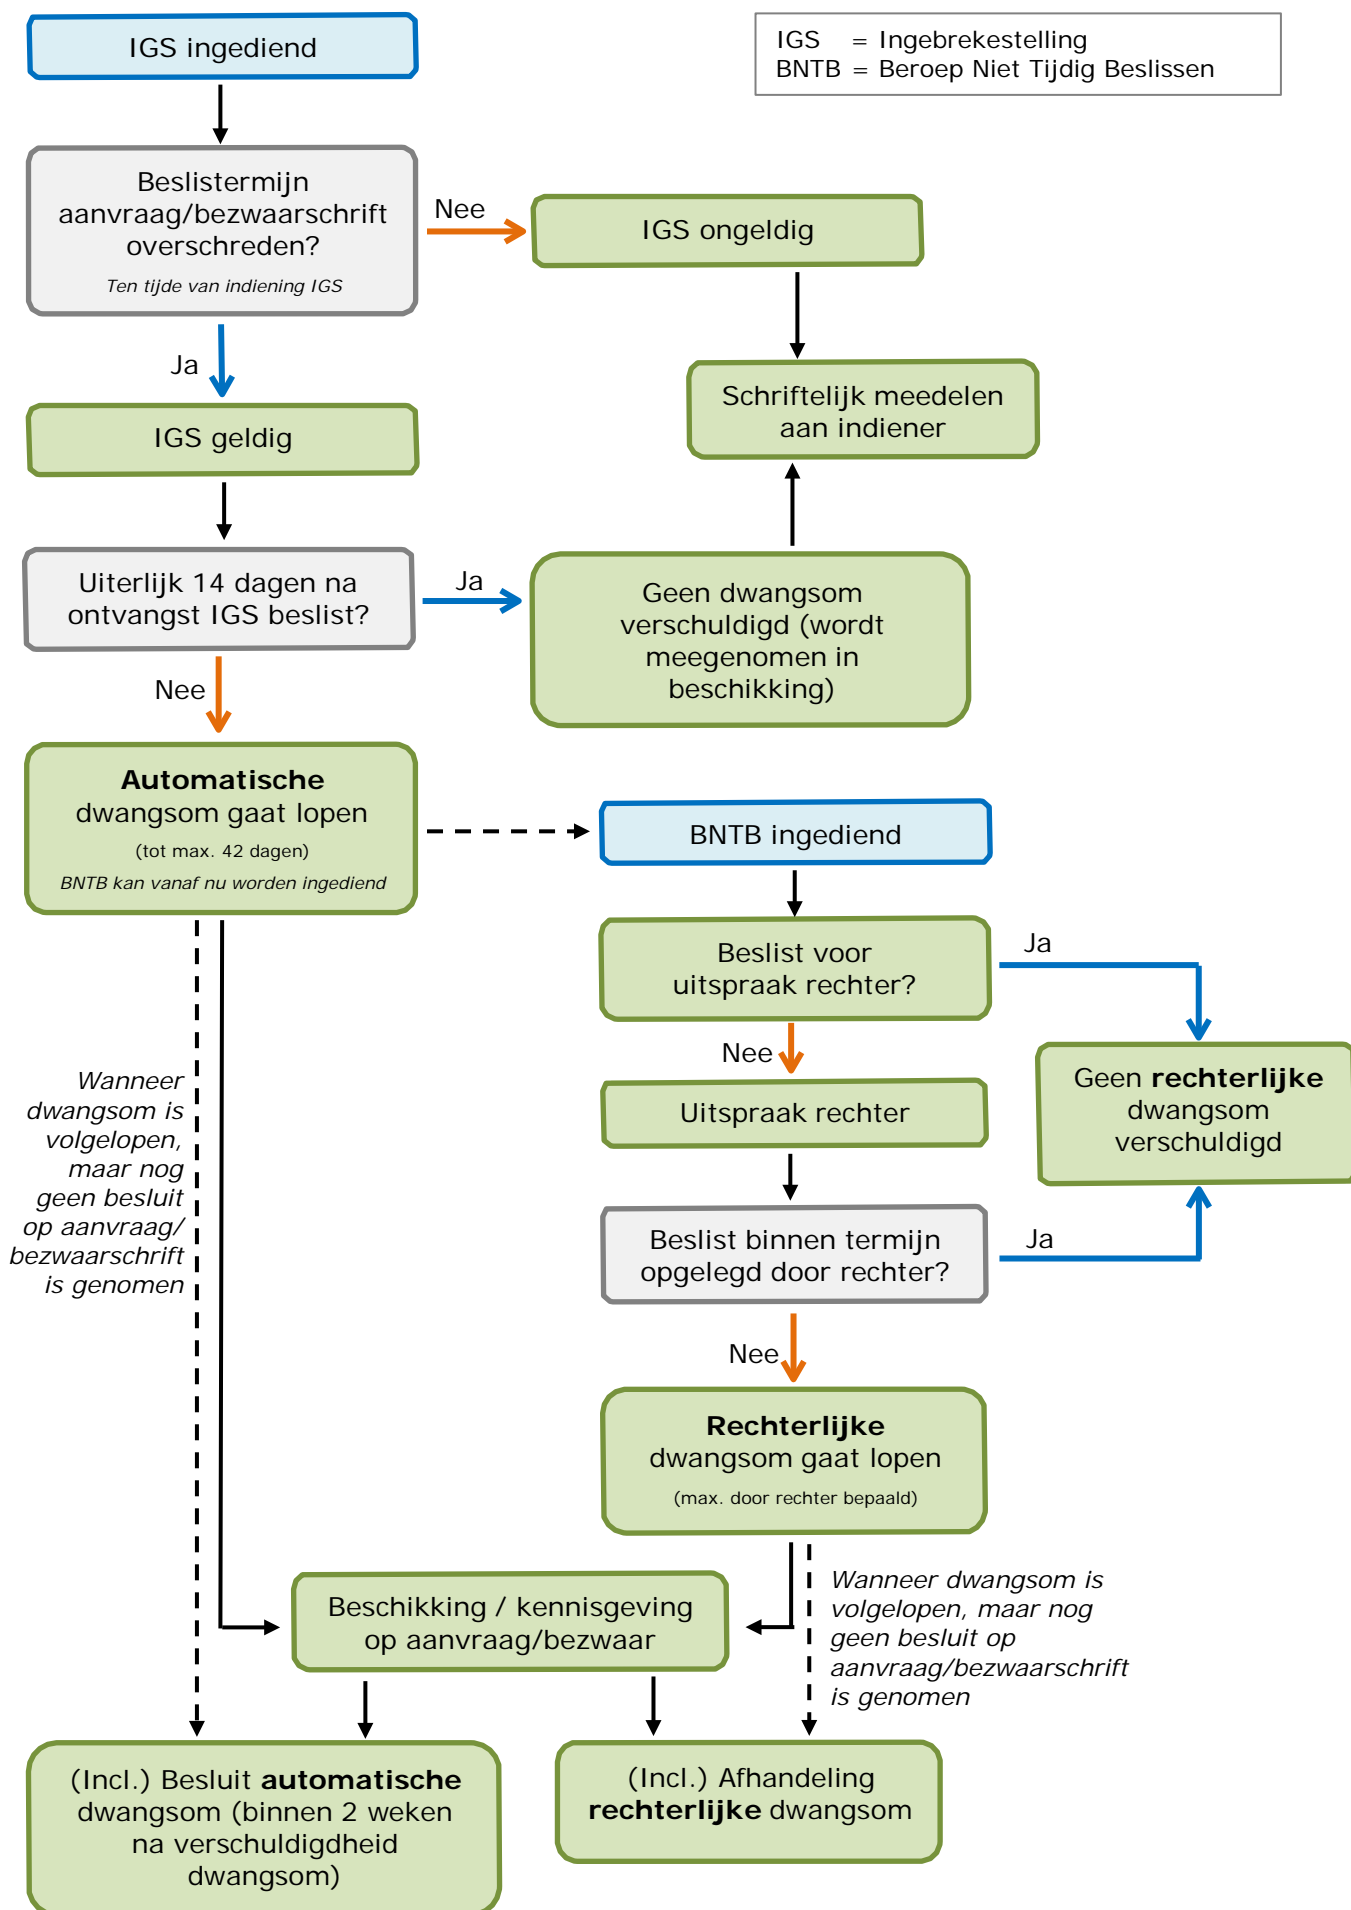 IGS ingediend
IGS = Ingebrekestelling
BNTB = Beroep Niet Tijdig Beslissen
Beslistermijn
aanvraag/bezwaarschrift
overschreden?
Ten tijde van indiening IGS
Nee
IGS ongeldig
Ja
Schriftelijk meedelen
aan indiener
IGS geldig
Uiterlijk 14 dagen na
ontvangst IGS beslist?
Ja
Geen dwangsom
verschuldigd (wordt
meegenomen in
beschikking)
Nee
Automatische
dwangsom gaat lopen
(tot max. 42 dagen)
BNTB kan vanaf nu worden ingediend
BNTB ingediend
Beslist voor
uitspraak rechter?
Ja
Nee
Wanneer
dwangsom is
volgelopen,
maar nog
geen besluit
op aanvraag/
bezwaarschrift
is genomen
Uitspraak rechter
Geen rechterlijke
dwangsom
verschuldigd
Beslist binnen termijn
opgelegd door rechter?
Ja
Nee
Rechterlijke
dwangsom gaat lopen
(max. door rechter bepaald)
Wanneer dwangsom is
volgelopen, maar nog
geen besluit op
aanvraag/bezwaarschrift
is genomen
Beschikking / kennisgeving
op aanvraag/bezwaar
(Incl.) Besluit automatische
dwangsom (binnen 2 weken
na verschuldigdheid
dwangsom)
(Incl.) Afhandeling
rechterlijke dwangsom